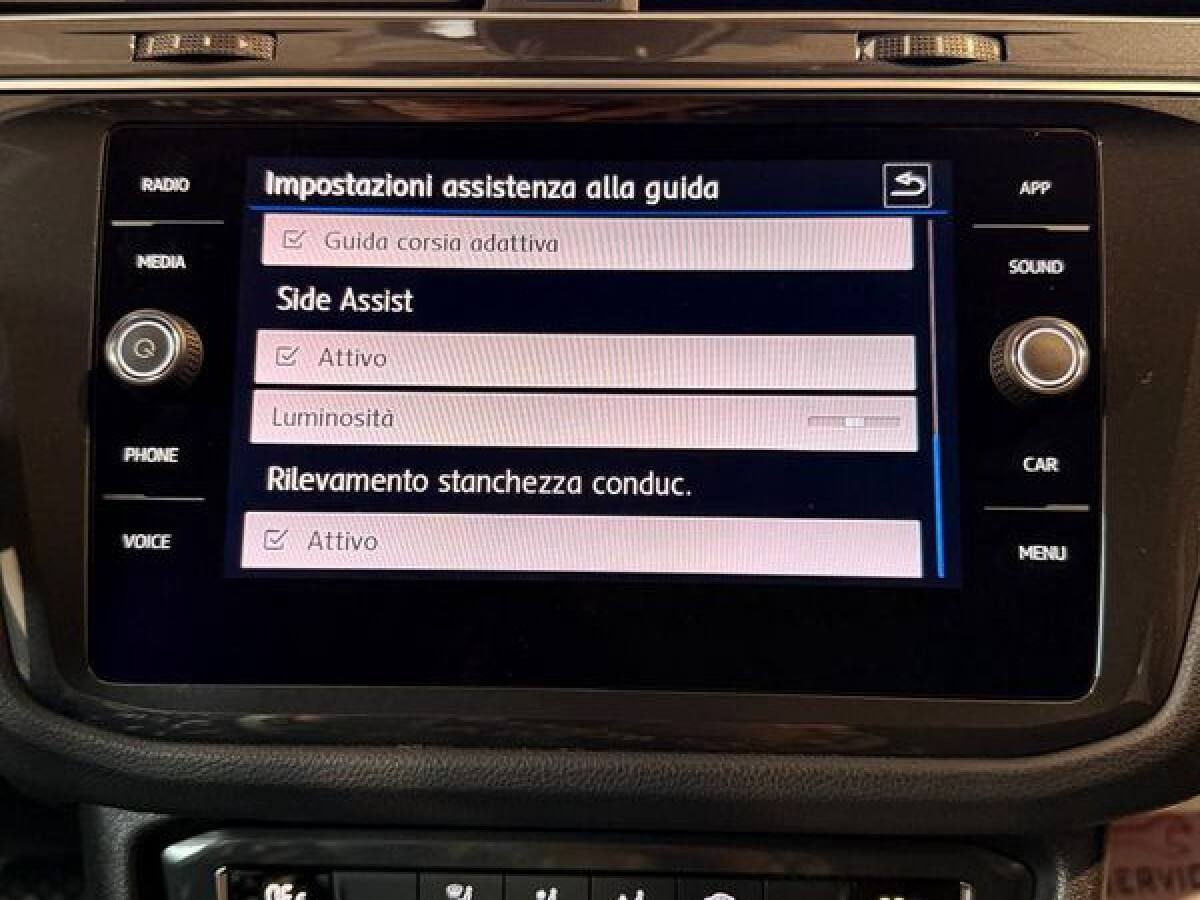 RADIO
MEDIA
PHONE
VOICE
Impostazioni assistenza alla guida
Guida corsia adattiva
Side Assist
Attivo
Luminosità
Rilevamento stanchezza conduc.
Attivo
APP
SOUND
CAR
MENU